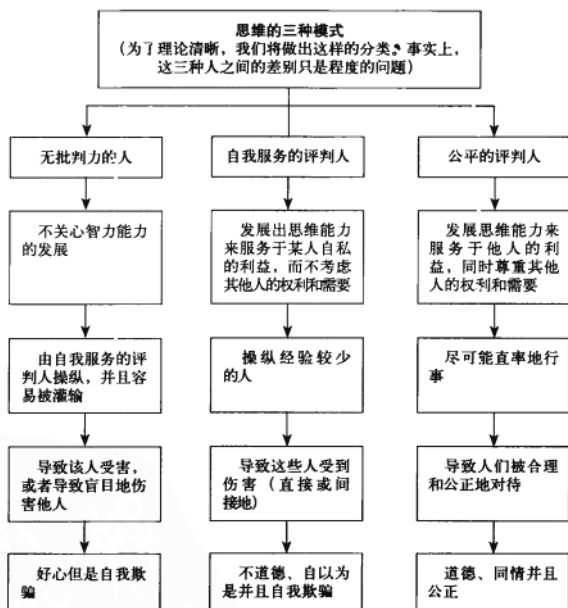 思维的三种模式
(为了理论清晰,我们将做出这样的分类。事实上,
这三种人之间的差别只是程度的问题)
无批判力的人
自我服务的评判人
公平的评判人
不关心智力能力
的发展
发展出思维能力
来服务于某人自私
的利益,而不考虑
其他人的权利和需要
发展思维能力来
服务于他人的利
益,同时尊重其他
人的权利和需要
由自我服务的评
判人操纵,并且容
易被灌输
操纵经验较少
的人
尽可能直率地行
事
导致该人受害,
或者导致盲目地伤
害他人
导致这些人受到
伤害(直接或间
接地)
导致人们被合理
和公正地对待
好心但是自我欺
骗
不道德、自以为
是并且自我欺骗
道德、同情并且
公正